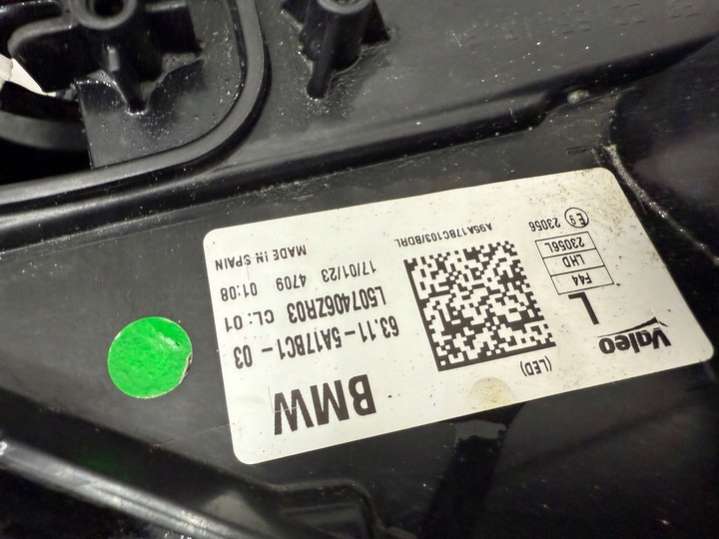 Valeo
BMW
(LED)
63.11-5A17BC1-03
L507406ZR03 CL:01
17/01/23 4709 01:08
MADE IN SPAIN
L
F44
LHD
23056L
E9 23056
A95A17BC103/BDRL